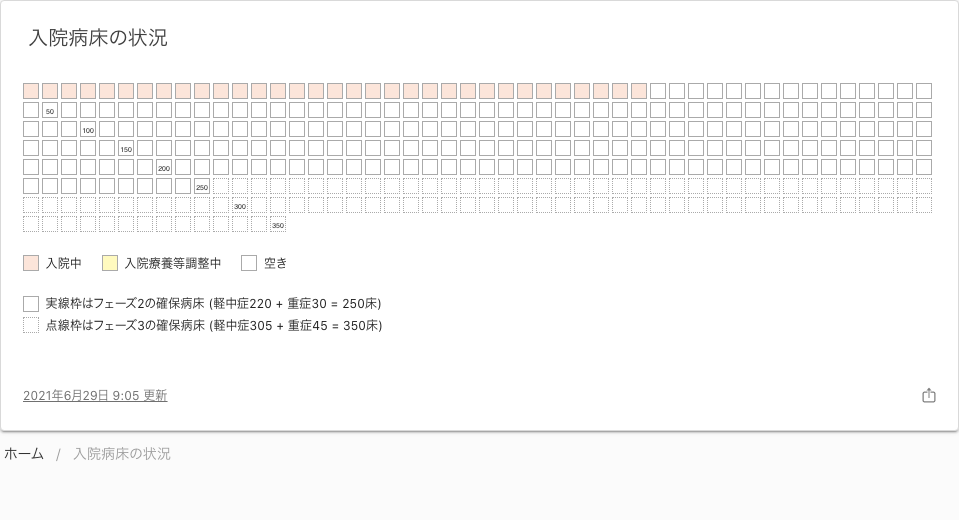 入院病床の状況
50
100
150
200
250
300
350
入院中 入院療養等調整中 空き
実線枠はフェーズ2の確保病床 (軽中症220 + 重症30 = 250床)
点線枠はフェーズ3の確保病床 (軽中症305 + 重症45 = 350床)
2021年6月29日 9:05 更新
ホーム / 入院病床の状況